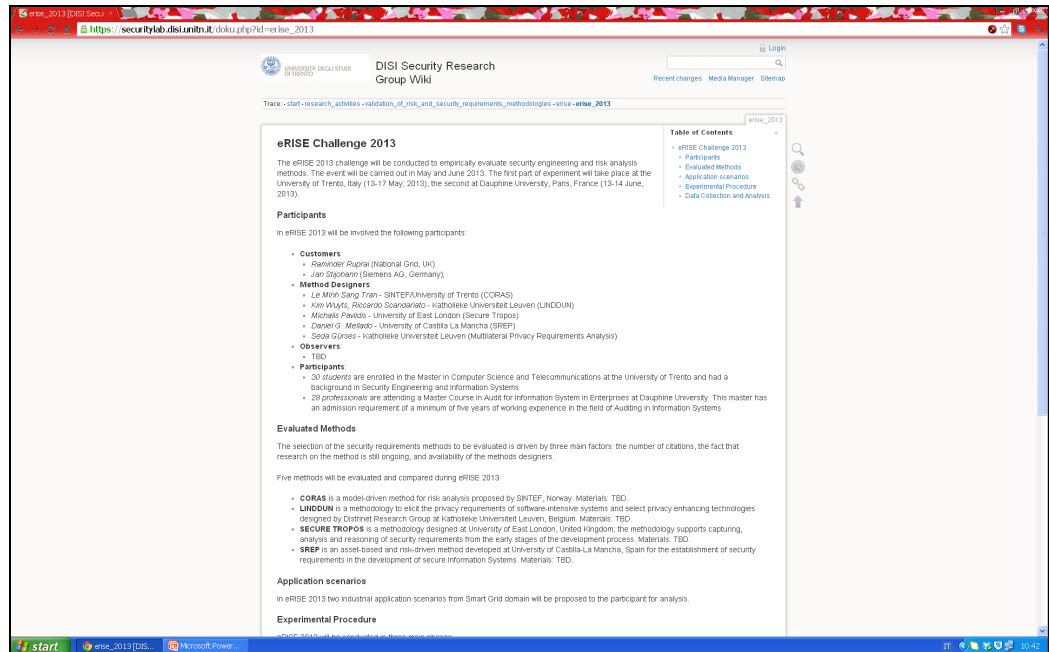 erise_2013 [DISI Secu
https://securitylab.disi.unitn.it/doku.php?id=erise_2013
Login
UNIVERSITÀ DEGLI STUDI
DI TRENTO
DISI Security Research
Group Wiki
Recent changes Media Manager Sitemap
Trace: • start • research_activities • validation_of_risk_and_security_requirements_methodologies • erise • erise_2013
erise_2013
Table of Contents
eRISE Challenge 2013
Participants
Evaluated Methods
Application scenarios
Experimental Procedure
Data Collection and Analysis
eRISE Challenge 2013
The eRISE 2013 challenge will be conducted to empirically evaluate security engineering and risk analysis
methods. The event will be carried out in May and June 2013. The first part of experiment will take place at the
University of Trento, Italy (13-17 May, 2013), the second at Dauphine University, Paris, France (13-14 June,
2013).
Participants
In eRISE 2013 will be involved the following participants:
Customers
Raminder Ruprai (National Grid, UK)
Jan Stijohann (Siemens AG, Germany);
Method Designers:
Le Minh Sang Tran - SINTEF/University of Trento (CORAS)
Kim Wuyts, Riccardo Scandariato - Katholieke Universiteit Leuven (LINDDUN)
Michalis Pavlidis - University of East London (Secure Tropos)
Daniel G. Mellado - University of Castilla La Mancha (SREP)
Seda Gürses - Katholieke Universiteit Leuven (Multilateral Privacy Requirements Analysis)
Observers:
TBD
Participants:
30 students are enrolled in the Master in Computer Science and Telecommunications at the University of Trento and had a
background in Security Engineering and Information Systems
28 professionals are attending a Master Course in Audit for Information System in Enterprises at Dauphine University. This master has
an admission requirement of a minimum of five years of working experience in the field of Auditing in Information Systems
Evaluated Methods
The selection of the security requirements methods to be evaluated is driven by three main factors: the number of citations, the fact that
research on the method is still ongoing, and availability of the methods designers.
Five methods will be evaluated and compared during eRISE 2013:
CORAS is a model-driven method for risk analysis proposed by SINTEF, Norway. Materials: TBD.
LINDDUN is a methodology to elicit the privacy requirements of software-intensive systems and select privacy enhancing technologies
designed by Distrinet Research Group at Katholieke Universiteit Leuven, Belgium. Materials: TBD.
SECURE TROPOS is a methodology designed at University of East London, United Kingdom; the methodology supports capturing,
analysis and reasoning of security requirements from the early stages of the development process. Materials: TBD.
SREP is an asset-based and risk-driven method developed at University of Castilla-La Mancha, Spain for the establishment of security
requirements in the development of secure Information Systems. Materials: TBD.
Application scenarios
In eRISE 2013 two industrial application scenarios from Smart Grid domain will be proposed to the participant for analysis.
Experimental Procedure
eRISE 2013 will be conducted in three main phases:
start
erise_2013 [DIS...
Microsoft Power...
IT
10.42